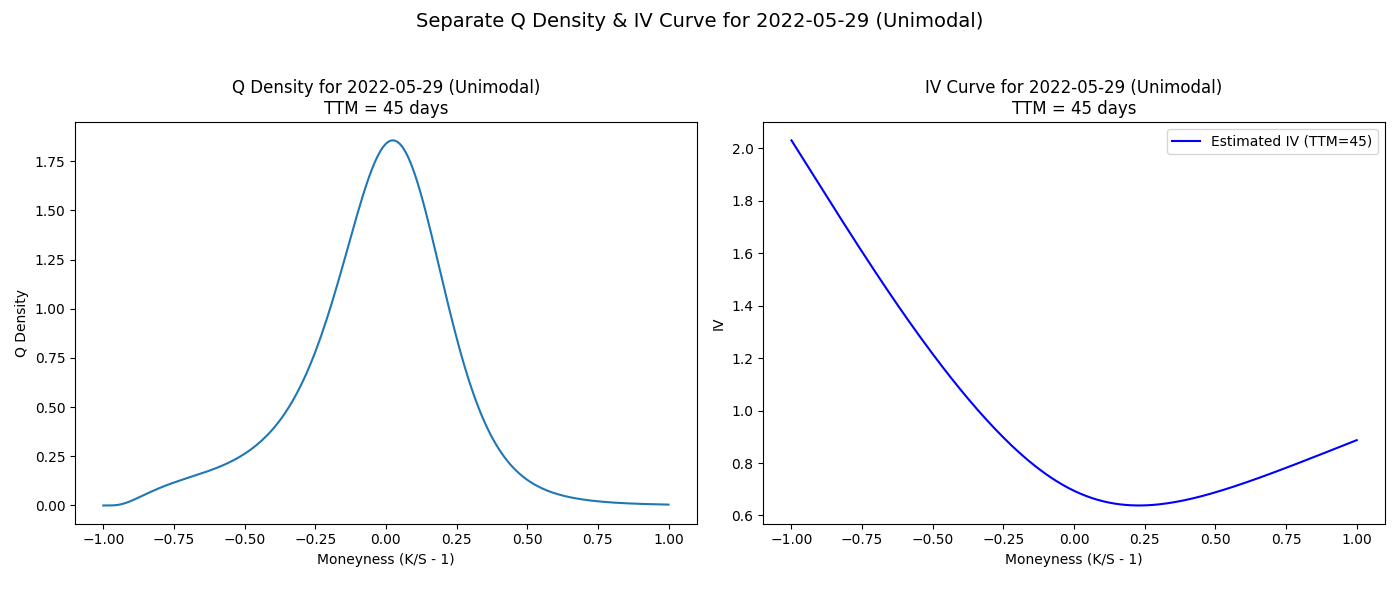 Separate Q Density & IV Curve for 2022-05-29 (Unimodal)
Q Density for 2022-05-29 (Unimodal)
TTM = 45 days
Q Density
1.75
1.50
1.25
1.00
0.75
0.50
0.25
0.00
−1.00 −0.75 −0.50 −0.25 0.00 0.25 0.50 0.75 1.00
Moneyness (K/S - 1)
IV Curve for 2022-05-29 (Unimodal)
TTM = 45 days
Estimated IV (TTM=45)
IV
2.0
1.8
1.6
1.4
1.2
1.0
0.8
0.6
−1.00 −0.75 −0.50 −0.25 0.00 0.25 0.50 0.75 1.00
Moneyness (K/S - 1)